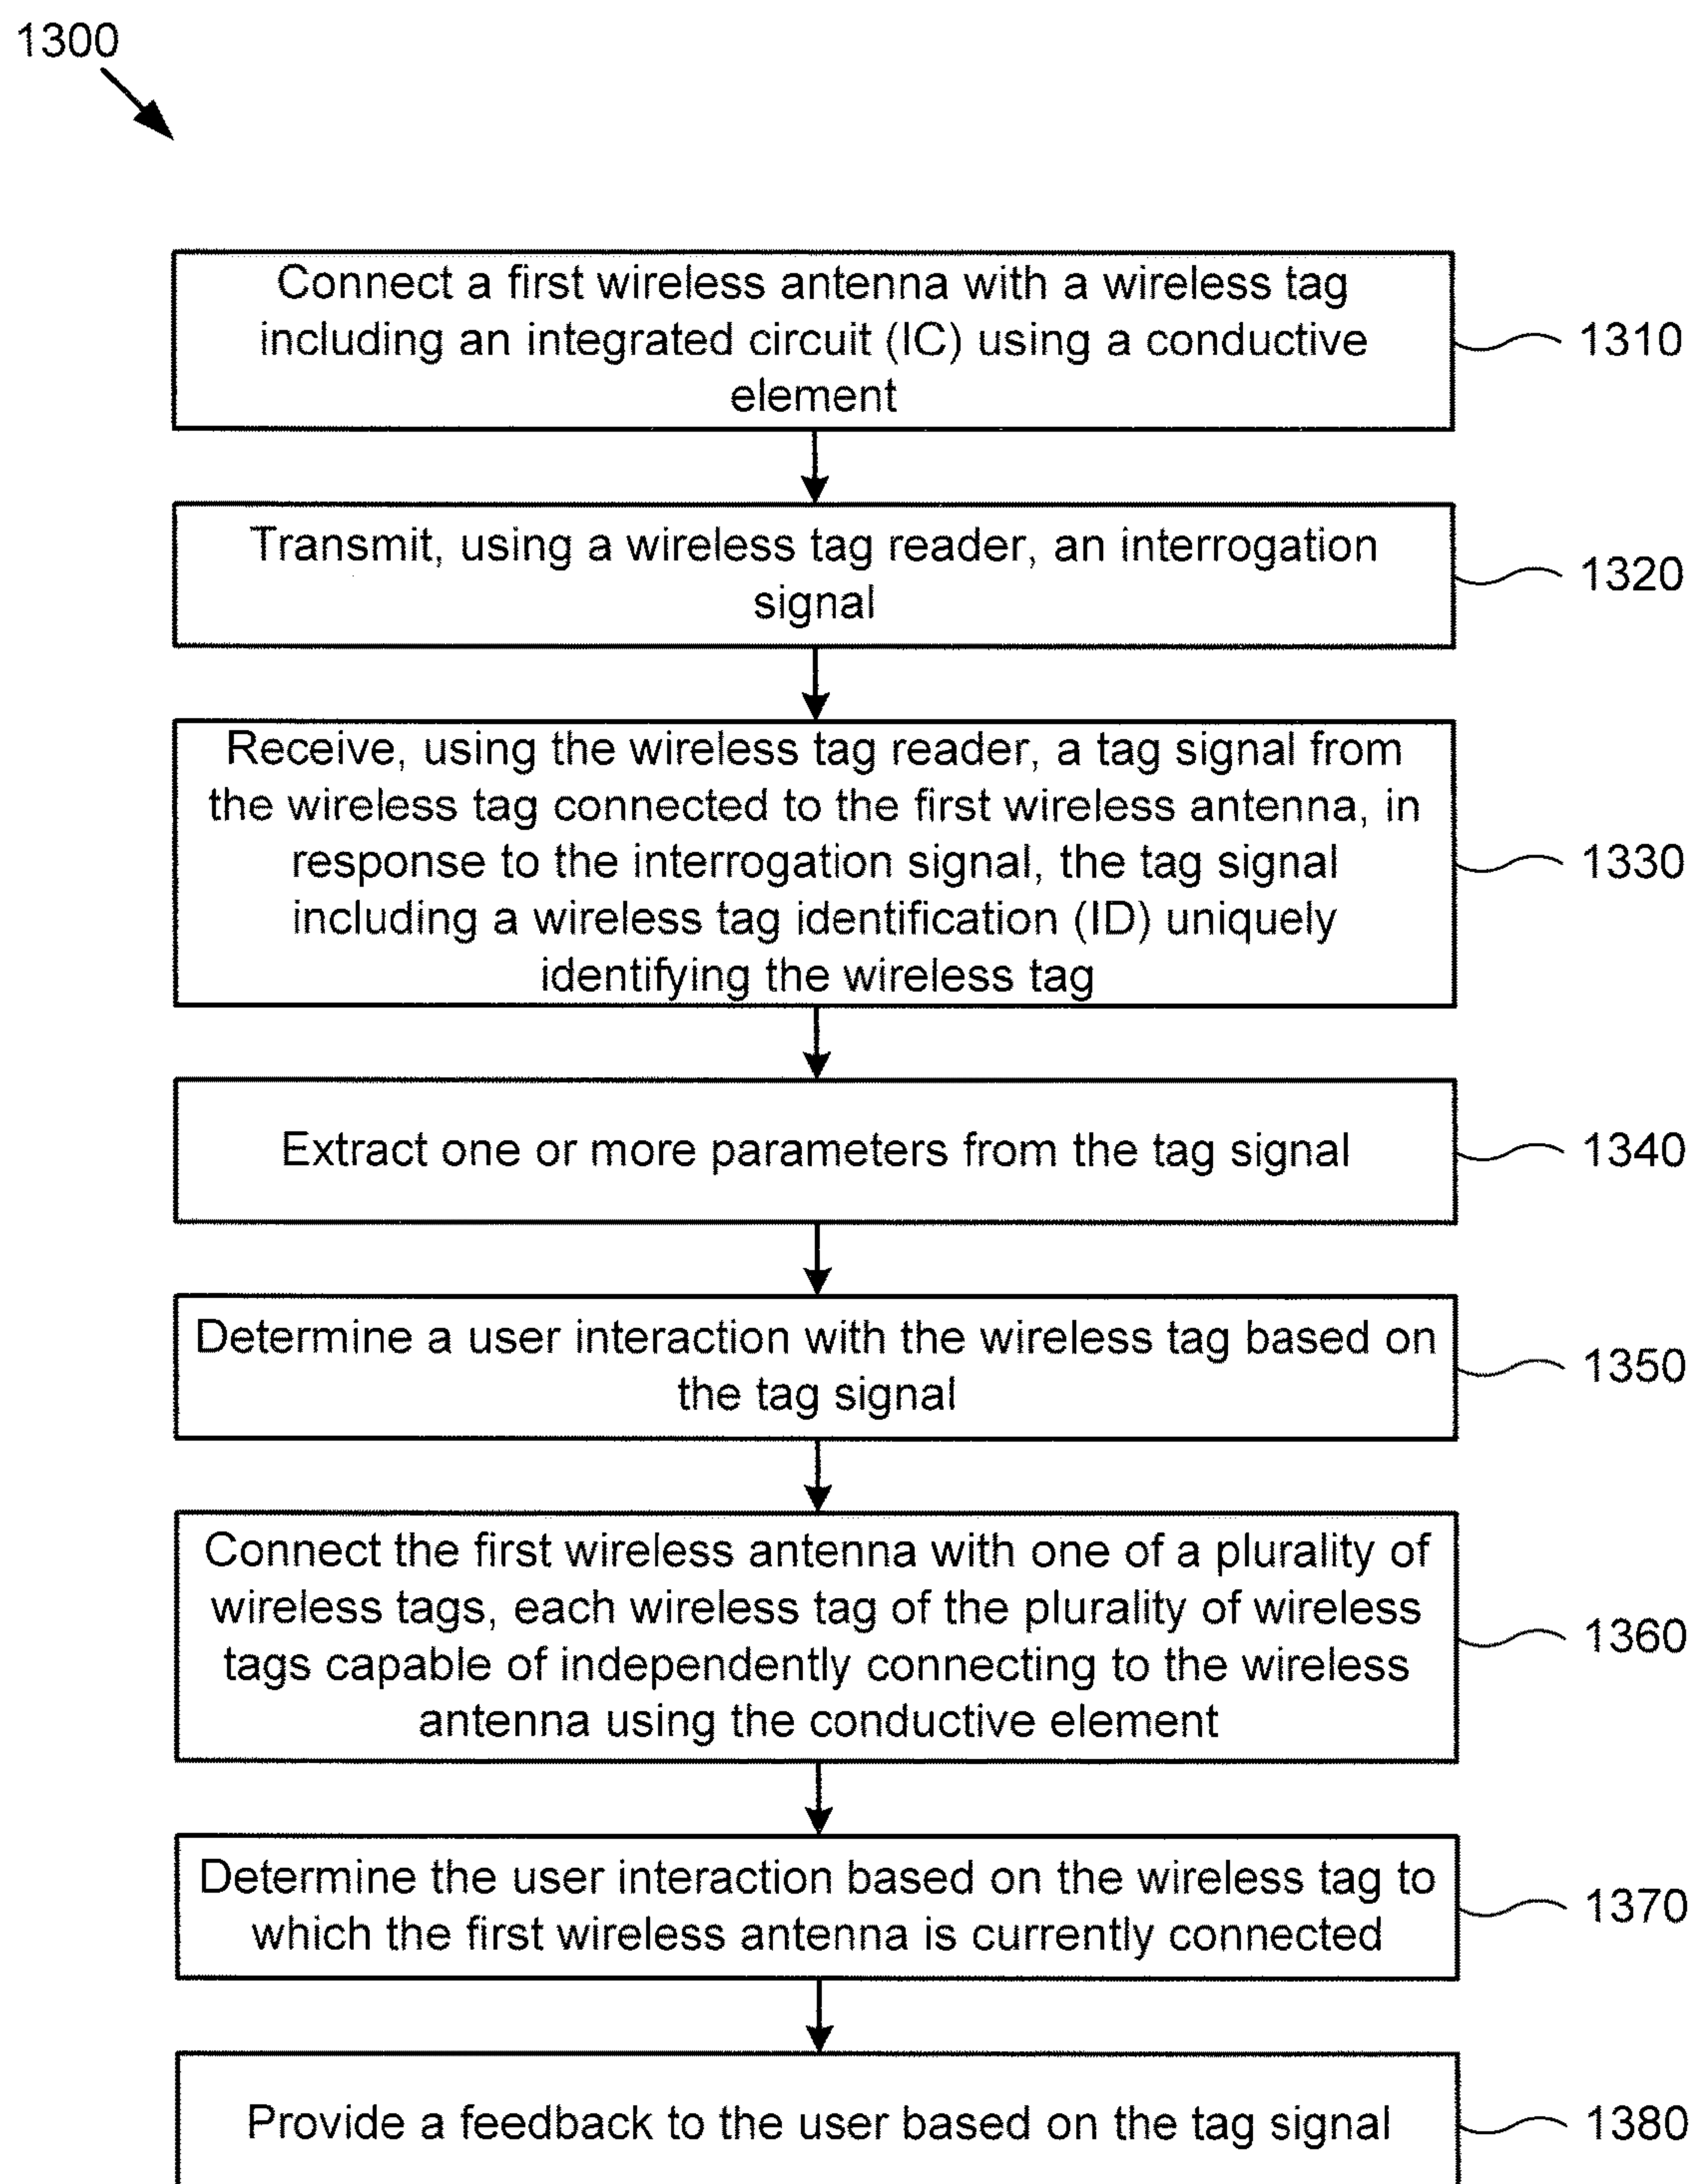 1300
Connect a first wireless antenna with a wireless tag
including an integrated circuit (IC) using a conductive
element
1310
Transmit, using a wireless tag reader, an interrogation
signal
1320
Receive, using the wireless tag reader, a tag signal from
the wireless tag connected to the first wireless antenna, in
response to the interrogation signal, the tag signal
including a wireless tag identification (ID) uniquely
identifying the wireless tag
1330
Extract one or more parameters from the tag signal
1340
Determine a user interaction with the wireless tag based on
the tag signal
1350
Connect the first wireless antenna with one of a plurality of
wireless tags, each wireless tag of the plurality of wireless
tags capable of independently connecting to the wireless
antenna using the conductive element
1360
Determine the user interaction based on the wireless tag to
which the first wireless antenna is currently connected
1370
Provide a feedback to the user based on the tag signal
1380